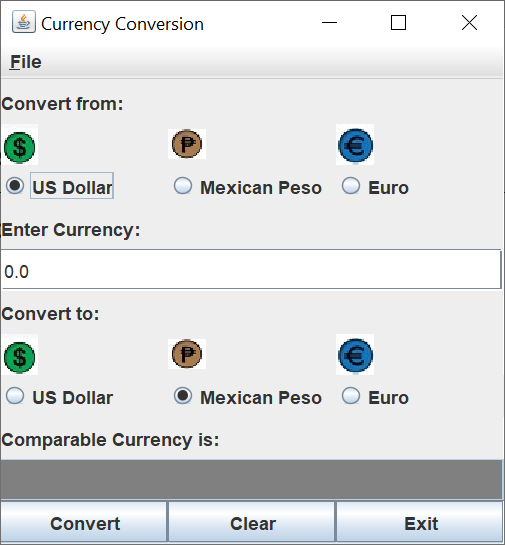 Currency Conversion
File
Convert from:
$ ₱ €
US Dollar Mexican Peso Euro
Enter Currency:
0.0
Convert to:
$ ₱ €
US Dollar Mexican Peso Euro
Comparable Currency is:
Convert Clear Exit